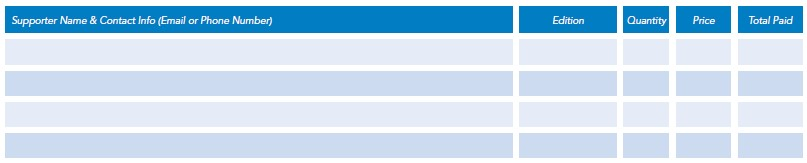 Supporter Name & Contact Info (Email or Phone Number) Edition Quantity Price Total Paid